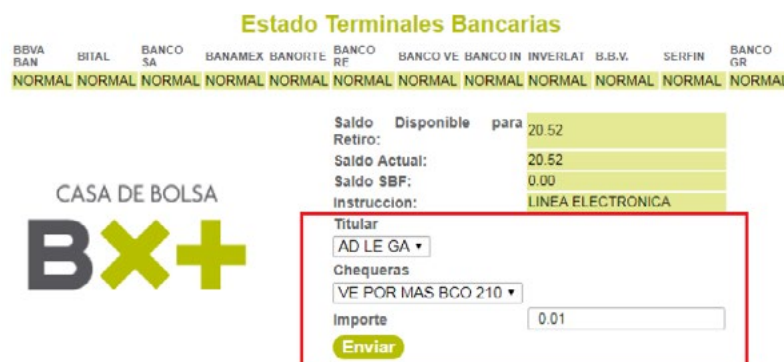 Estado Terminales Bancarias
BBVA BAN BITAL BANCO SA BANAMEX BANORTE BANCO RE BANCO VE BANCO IN INVERLAT B.B.V. SERFIN BANCO GR
NORMAL NORMAL NORMAL NORMAL NORMAL NORMAL NORMAL NORMAL NORMAL NORMAL NORMAL NORMAL
Saldo Disponible para Retiro: 20.52
Saldo Actual: 20.52
Saldo SBF: 0.00
Instruccion: LINEA ELECTRONICA
CASA DE BOLSA
BX+
Titular
AD LE GA
Chequeras
VE POR MAS BCO 210
Importe 0.01
Enviar